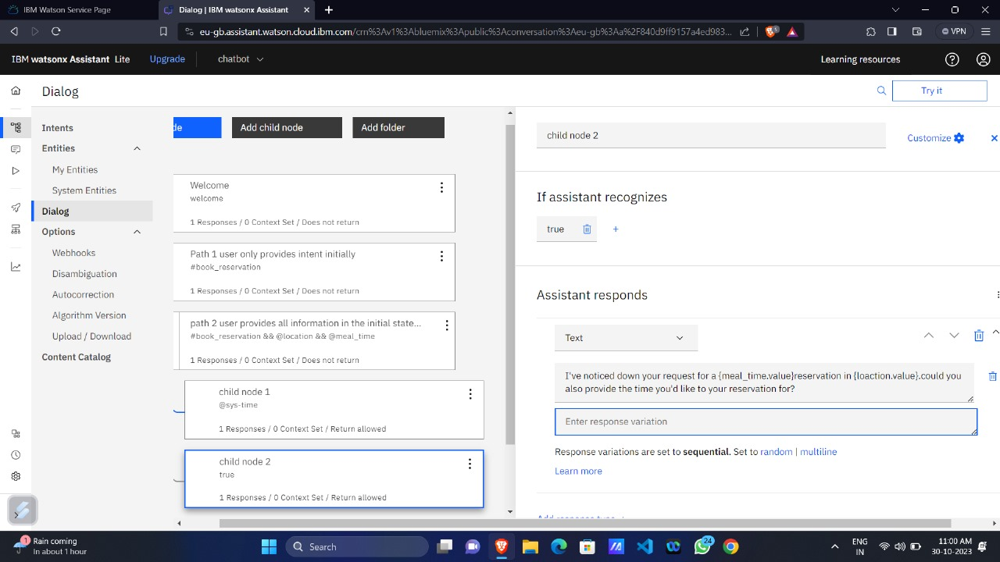 IBM Watson Service Page
Dialog | IBM watsonx Assistant
eu-gb.assistant.watson.cloud.ibm.com/crn%3Av1%3Abluemix%3Apublic%3Aconversation%3Aeu-gb%3Aa%2F840d9ff9157a4ed983...
VPN
IBM watsonx Assistant Lite
Upgrade
chatbot
Learning resources
Dialog
Try it
Intents
Entities
My Entities
System Entities
Dialog
Options
Webhooks
Disambiguation
Autocorrection
Algorithm Version
Upload / Download
Content Catalog
de
Add child node
Add folder
Welcome
welcome
1 Responses / 0 Context Set / Does not return
Path 1 user only provides intent initially
#book_reservation
1 Responses / 0 Context Set / Does not return
path 2 user provides all information in the initial state...
#book_reservation && @location && @meal_time
1 Responses / 0 Context Set / Does not return
child node 1
@sys-time
1 Responses / 0 Context Set / Return allowed
child node 2
true
1 Responses / 0 Context Set / Return allowed
child node 2
Customize
If assistant recognizes
true
Assistant responds
Text
I've noticed down your request for a {meal_time.value}reservation in {loaction.value}.could you
also provide the time you'd like to your reservation for?
Enter response variation
Response variations are set to sequential. Set to random | multiline
Learn more
Add response type +
1
Rain coming
In about 1 hour
Search
24
ENG
IN
11:00 AM
30-10-2023